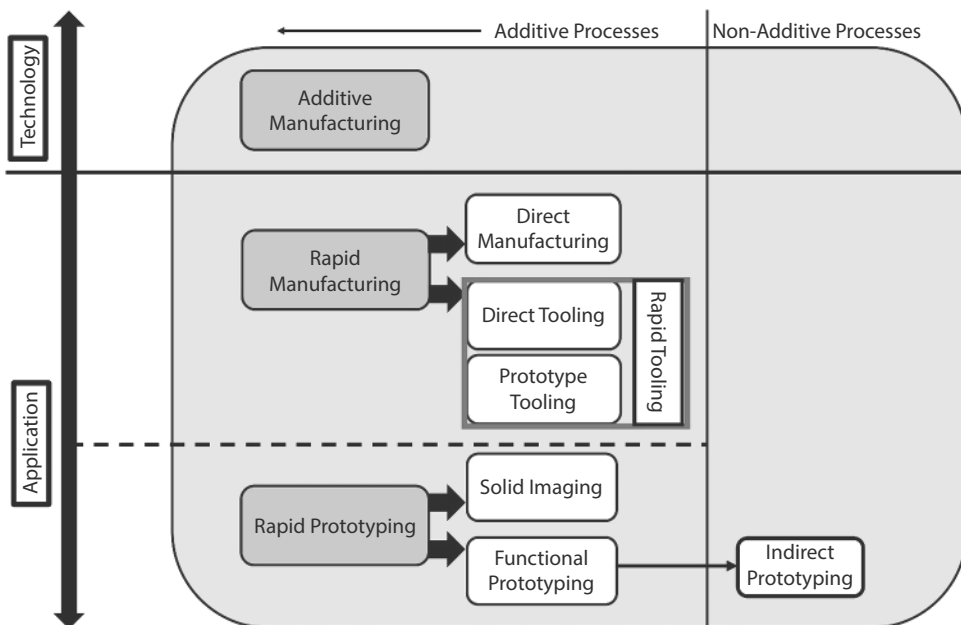 Additive Processes
Non-Additive Processes
Technology
Additive
Manufacturing
Direct
Manufacturing
Rapid
Manufacturing
Direct Tooling
Prototype
Tooling
Rapid Tooling
Application
Solid Imaging
Rapid Prototyping
Functional
Prototyping
Indirect
Prototyping